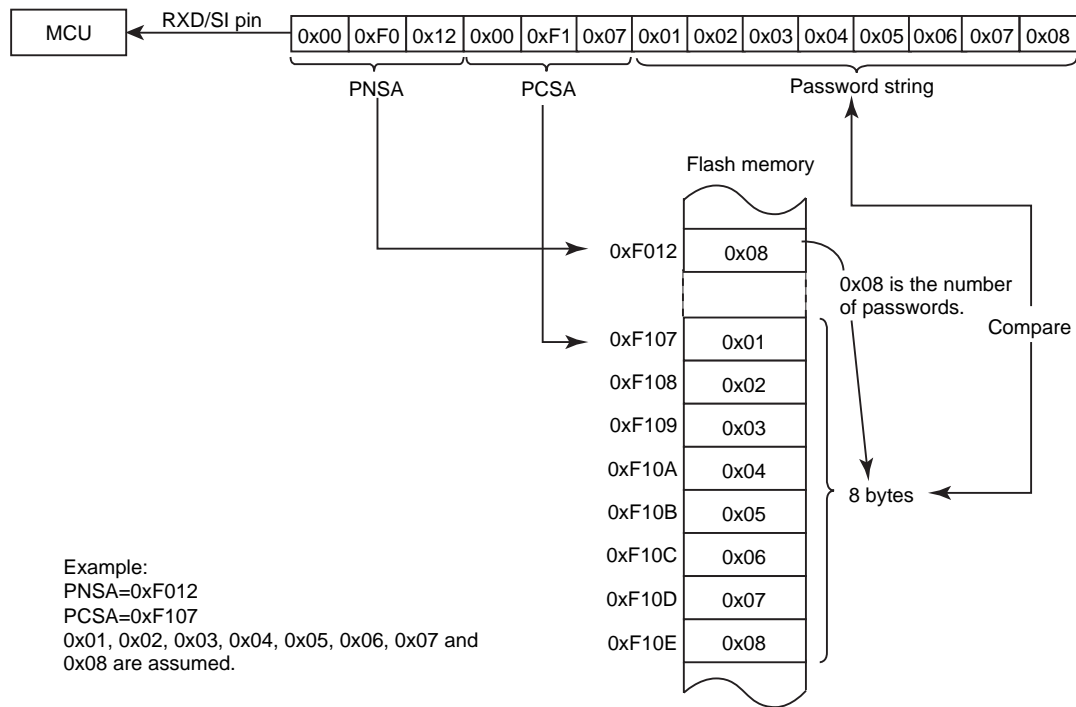 MCU
RXD/SI pin
0x00 0xF0 0x12 0x00 0xF1 0x07 0x01 0x02 0x03 0x04 0x05 0x06 0x07 0x08
PNSA
PCSA
Password string
Flash memory
0xF012 0x08
0x08 is the number
of passwords.
Compare
0xF107 0x01
0xF108 0x02
0xF109 0x03
0xF10A 0x04
0xF10B 0x05
0xF10C 0x06
0xF10D 0x07
0xF10E 0x08
8 bytes
Example:
PNSA=0xF012
PCSA=0xF107
0x01, 0x02, 0x03, 0x04, 0x05, 0x06, 0x07 and
0x08 are assumed.